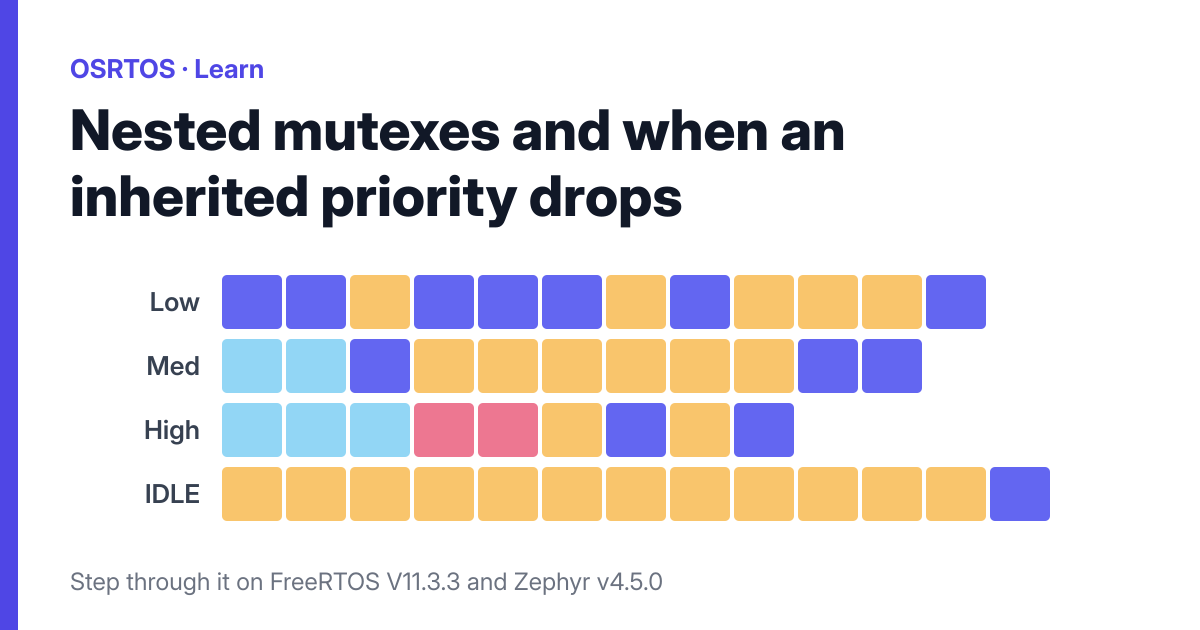 OSRTOS · Learn
Nested mutexes and when an
inherited priority drops
Low
Med
High
IDLE
Step through it on FreeRTOS V11.3.3 and Zephyr v4.5.0